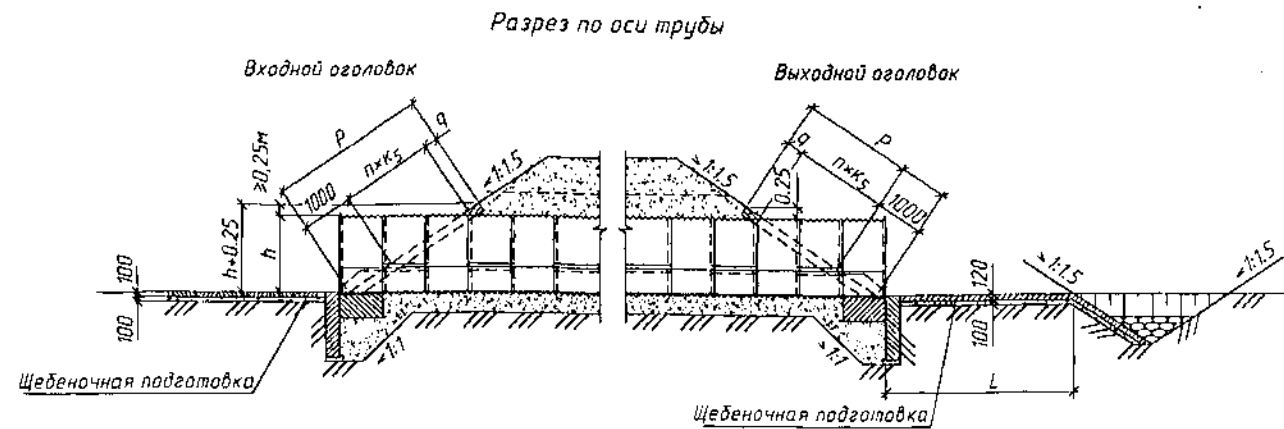 Разрез по оси трубы
Входной оголовок
Выходной оголовок
P
q
n×K5
1000
≥0,25м
h+0.25
h
<1:1.5
>1:1.5
q
P
n×K5
0.25
1000
100
100
<1:1
>1:1
120
100
>1:1.5
<1:1.5
L
Щебеночная подготовка
Щебеночная подготовка